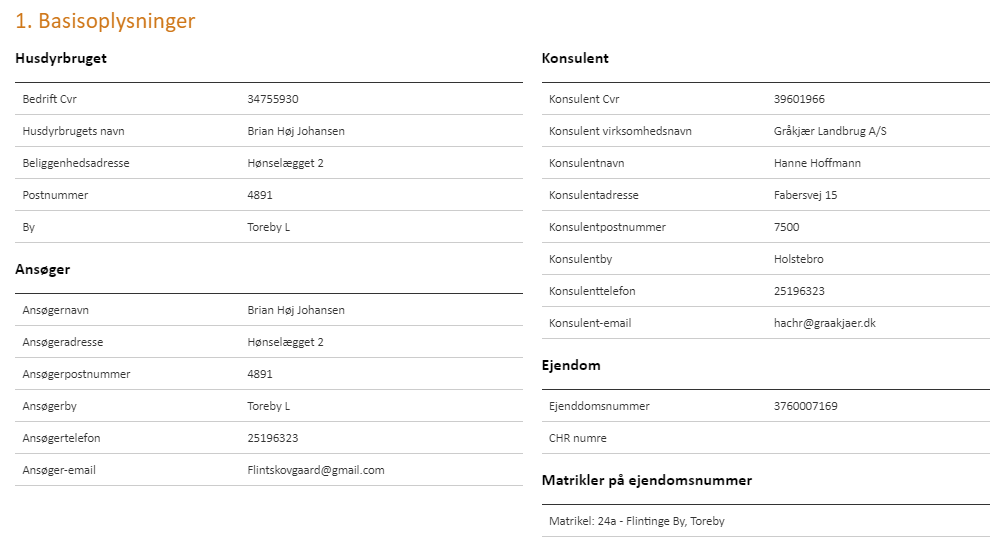 1. Basisoplysninger
Husdyrbruget
Bedrift Cvr 34755930
Husdyrbrugets navn Brian Høj Johansen
Beliggenhedsadresse Hønselægget 2
Postnummer 4891
By Toreby L
Ansøger
Ansøgernavn Brian Høj Johansen
Ansøgeradresse Hønselægget 2
Ansøgerpostnummer 4891
Ansøgerby Toreby L
Ansøgertelefon 25196323
Ansøger-email Flintskovgaard@gmail.com
Konsulent
Konsulent Cvr 39601966
Konsulent virksomhedsnavn Gråkjær Landbrug A/S
Konsulentnavn Hanne Hoffmann
Konsulentadresse Fabersvej 15
Konsulentpostnummer 7500
Konsulentby Holstebro
Konsulenttelefon 25196323
Konsulent-email hachr@graakjaer.dk
Ejendom
Ejenddomsnummer 3760007169
CHR numre
Matrikler på ejendomsnummer
Matrikel: 24a - Flintinge By, Toreby